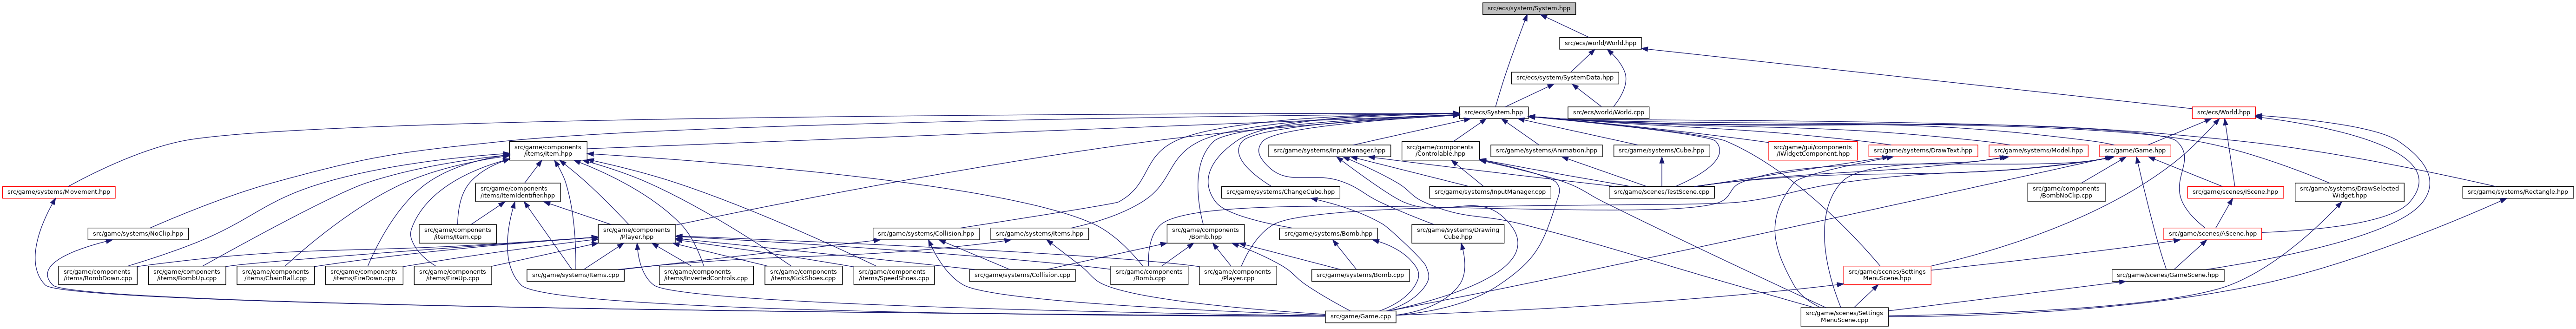 src/ecs/system/System.hpp
src/ecs/world/World.hpp
src/ecs/system/SystemData.hpp
src/ecs/System.hpp
src/ecs/world/World.cpp
src/ecs/World.hpp
src/game/components
/items/Item.hpp
src/game/systems/InputManager.hpp
src/game/components
/Controlable.hpp
src/game/systems/Animation.hpp
src/game/systems/Cube.hpp
src/game/gui/components
/IWidgetComponent.hpp
src/game/systems/DrawText.hpp
src/game/systems/Model.hpp
src/game/Game.hpp
src/game/systems/Movement.hpp
src/game/components
/items/ItemIdentifier.hpp
src/game/systems/ChangeCube.hpp
src/game/systems/InputManager.cpp
src/game/scenes/TestScene.cpp
src/game/components
/BombNoClip.cpp
src/game/scenes/IScene.hpp
src/game/systems/DrawSelected
Widget.hpp
src/game/systems/Rectangle.hpp
src/game/systems/NoClip.hpp
src/game/components
/items/Item.cpp
src/game/components
/Player.hpp
src/game/systems/Collision.hpp
src/game/systems/Items.hpp
src/game/components
/Bomb.hpp
src/game/systems/Bomb.hpp
src/game/systems/Drawing
Cube.hpp
src/game/scenes/AScene.hpp
src/game/components
/items/BombDown.cpp
src/game/components
/items/BombUp.cpp
src/game/components
/items/ChainBall.cpp
src/game/components
/items/FireDown.cpp
src/game/components
/items/FireUp.cpp
src/game/systems/Items.cpp
src/game/components
/items/InvertedControls.cpp
src/game/components
/items/KickShoes.cpp
src/game/components
/items/SpeedShoes.cpp
src/game/systems/Collision.cpp
src/game/components
/Bomb.cpp
src/game/components
/Player.cpp
src/game/systems/Bomb.cpp
src/game/scenes/Settings
MenuScene.hpp
src/game/scenes/GameScene.hpp
src/game/Game.cpp
src/game/scenes/Settings
MenuScene.cpp